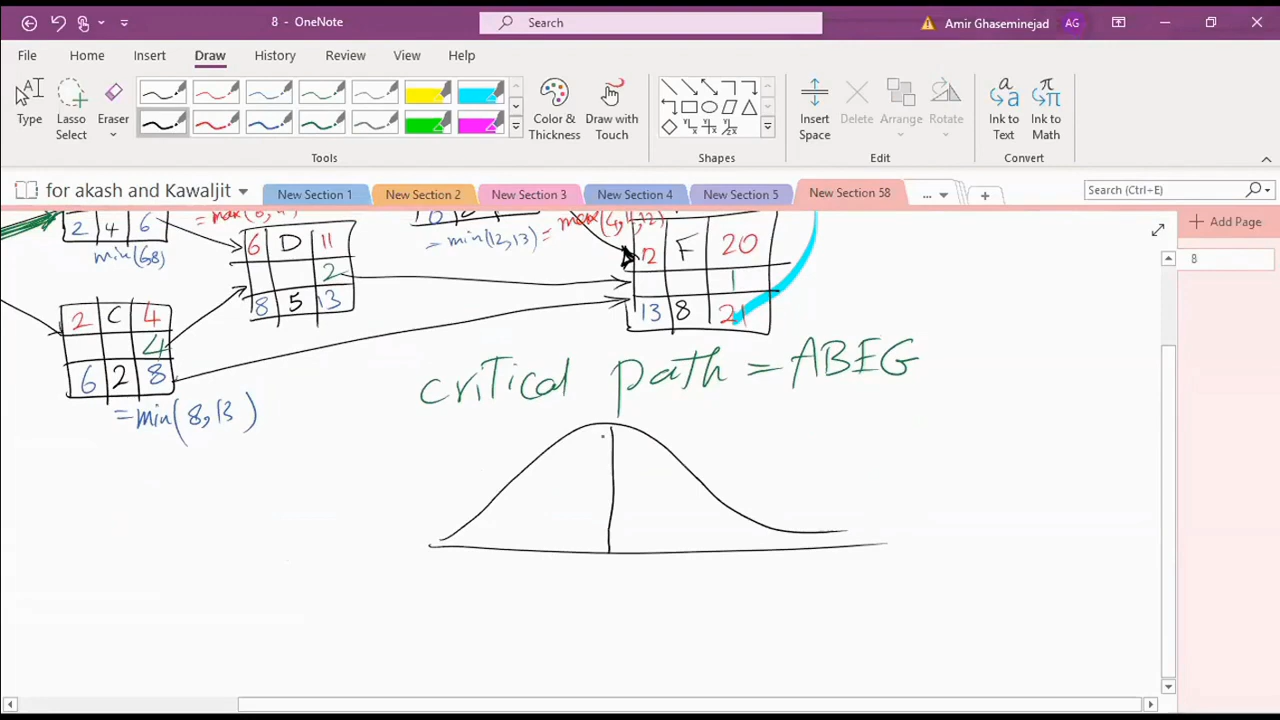 8 - OneNote
Search
Amir Ghaseminejad AG
File Home Insert Draw History Review View Help
Type
Lasso Select
Eraser
Color & Thickness
Draw with Touch
Insert Space
Delete
Arrange
Rotate
Ink to Text
Ink to Math
Tools
Shapes
Edit
Convert
for akash and Kawaljit
New Section 1
New Section 2
New Section 3
New Section 4
New Section 5
New Section 58
...
Search (Ctrl+E)
Add Page
8
2 4 6
min(6,8)
6 D 11
2
8 5 13
= min(12,13)
= max(4,11,12)
12 F 20
1
13 8 21
2 C 4
4
6 2 8
= min(8,13)
critical path = ABEG